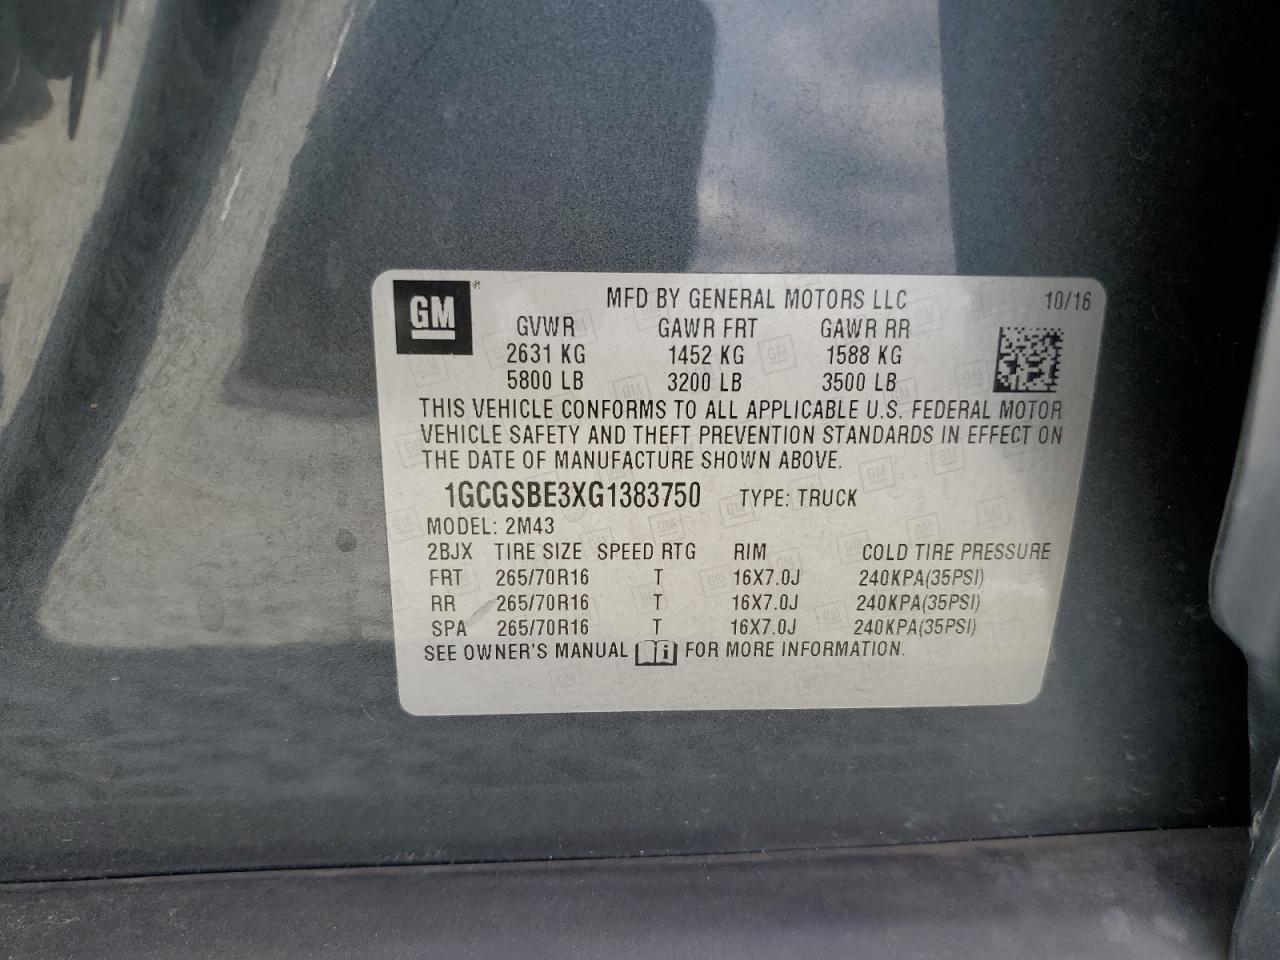 GM ®
MFD BY GENERAL MOTORS LLC 10/16
GVWR GAWR FRT GAWR RR
2631 KG 1452 KG 1588 KG
5800 LB 3200 LB 3500 LB
THIS VEHICLE CONFORMS TO ALL APPLICABLE U.S. FEDERAL MOTOR
VEHICLE SAFETY AND THEFT PREVENTION STANDARDS IN EFFECT ON
THE DATE OF MANUFACTURE SHOWN ABOVE.
1GCGSBE3XG1383750 TYPE: TRUCK
MODEL: 2M43
2BJX TIRE SIZE SPEED RTG RIM COLD TIRE PRESSURE
FRT 265/70R16 T 16X7.0J 240KPA(35PSI)
RR 265/70R16 T 16X7.0J 240KPA(35PSI)
SPA 265/70R16 T 16X7.0J 240KPA(35PSI)
SEE OWNER'S MANUAL i FOR MORE INFORMATION.